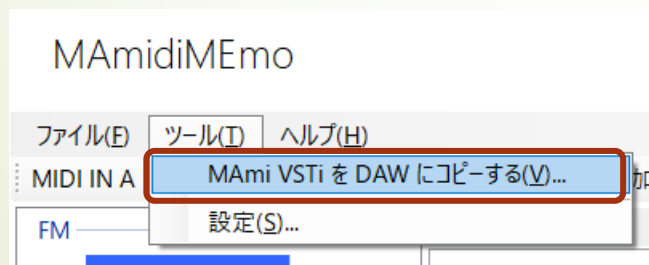 MAmidiMEmo
ファイル(F) ツール(T) ヘルプ(H)
MIDI IN A
MAmi VSTi を DAW にコピーする(V)...
設定(S)...
FM